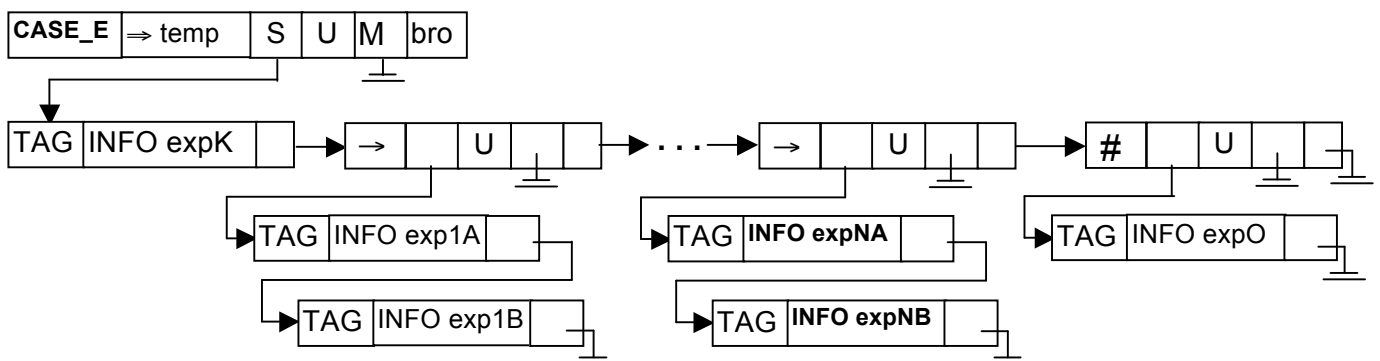 CASE_E ⇒ temp S U M bro
TAG INFO expK → U . . . → U # U
TAG INFO exp1A TAG INFO expNA TAG INFO expO
TAG INFO exp1B TAG INFO expNB